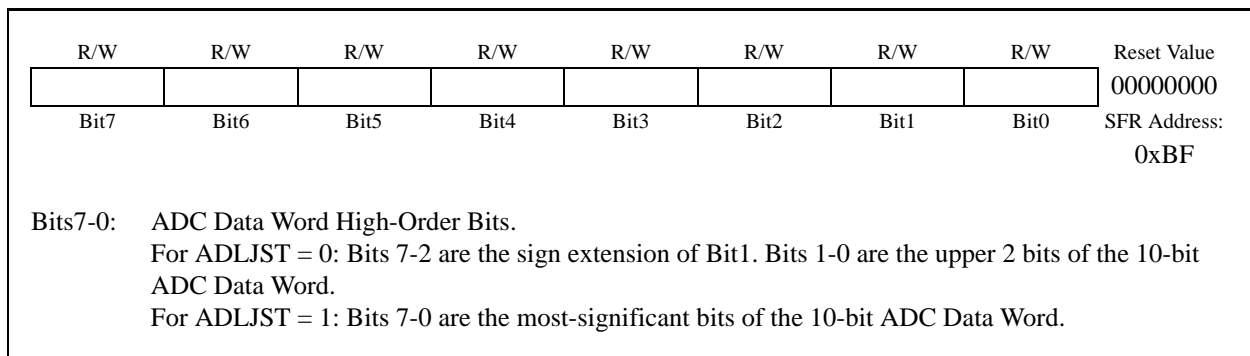 R/W R/W R/W R/W R/W R/W R/W R/W Reset Value
00000000
Bit7 Bit6 Bit5 Bit4 Bit3 Bit2 Bit1 Bit0 SFR Address:
0xBF
Bits7-0: ADC Data Word High-Order Bits.
For ADLJST = 0: Bits 7-2 are the sign extension of Bit1. Bits 1-0 are the upper 2 bits of the 10-bit
ADC Data Word.
For ADLJST = 1: Bits 7-0 are the most-significant bits of the 10-bit ADC Data Word.